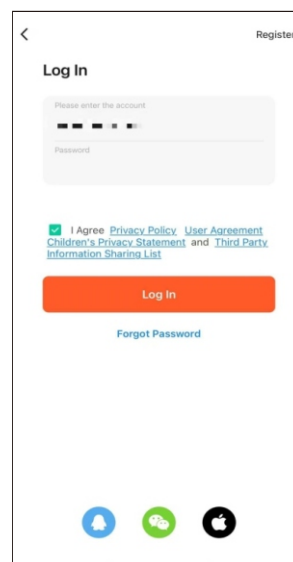 Register
Log In
Please enter the account
Password
I Agree Privacy Policy User Agreement
Children's Privacy Statement and Third Party
Information Sharing List
Log In
Forgot Password